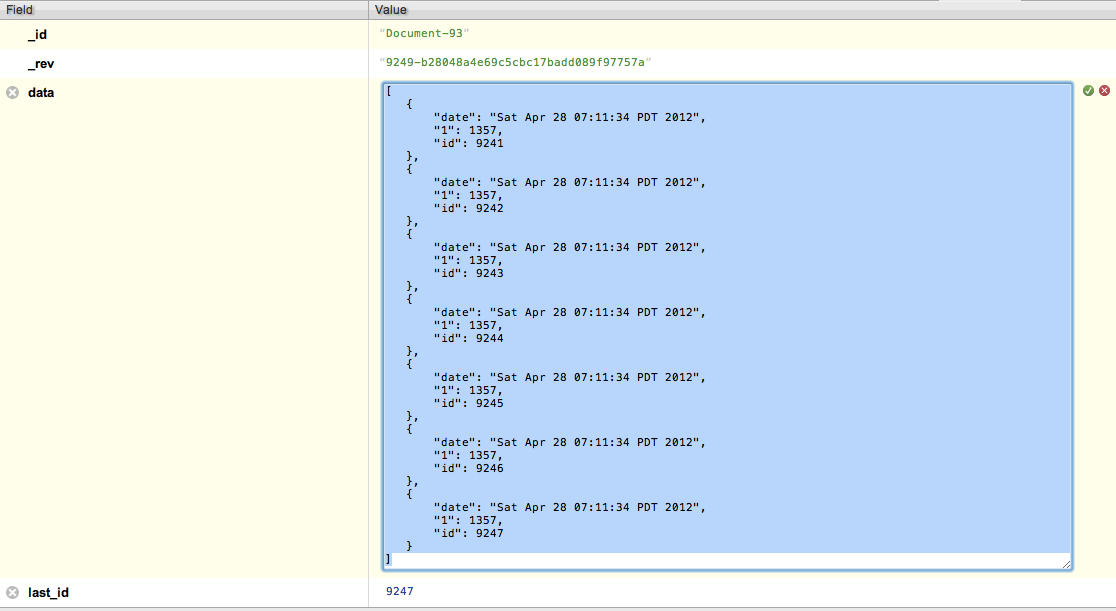 Field Value
_id "Document-93"
_rev "9249-b28048a4e69c5cbc17badd089f97757a"
data [
{
"date": "Sat Apr 28 07:11:34 PDT 2012",
"1": 1357,
"id": 9241
},
{
"date": "Sat Apr 28 07:11:34 PDT 2012",
"1": 1357,
"id": 9242
},
{
"date": "Sat Apr 28 07:11:34 PDT 2012",
"1": 1357,
"id": 9243
},
{
"date": "Sat Apr 28 07:11:34 PDT 2012",
"1": 1357,
"id": 9244
},
{
"date": "Sat Apr 28 07:11:34 PDT 2012",
"1": 1357,
"id": 9245
},
{
"date": "Sat Apr 28 07:11:34 PDT 2012",
"1": 1357,
"id": 9246
},
{
"date": "Sat Apr 28 07:11:34 PDT 2012",
"1": 1357,
"id": 9247
}
]
last_id 9247